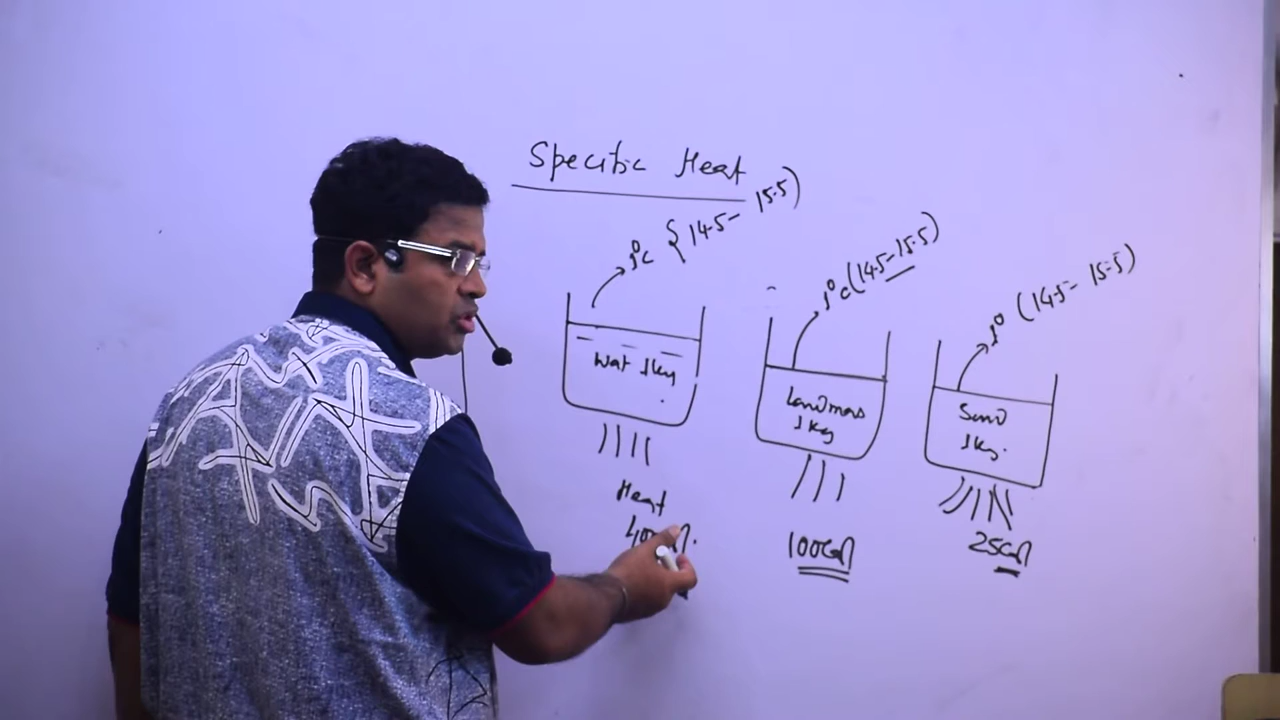 Specific Heat
1°C { 14.5 - 15.5 )
1°C ( 14.5 - 15.5 )
1° ( 14.5 - 15.5 )
Wat 1kg
Landmas
1kg
Sand
1kg.
Heat
100Cal
25Cal